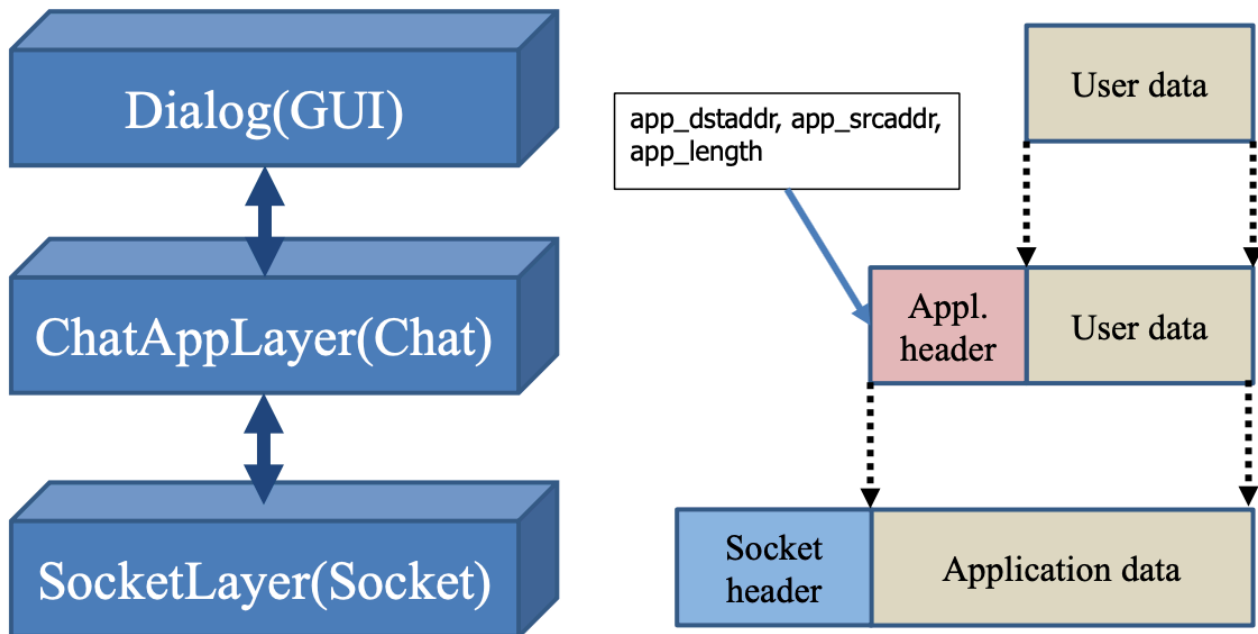 Dialog(GUI)
ChatAppLayer(Chat)
SocketLayer(Socket)
User data
app_dstaddr, app_srcaddr,
app_length
Appl.
header
User data
Socket
header
Application data